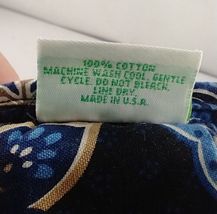 100% COTTON
MACHINE WASH COOL, GENTLE
CYCLE. DO NOT BLEACH.
LINE DRY.
MADE IN U.S.A.